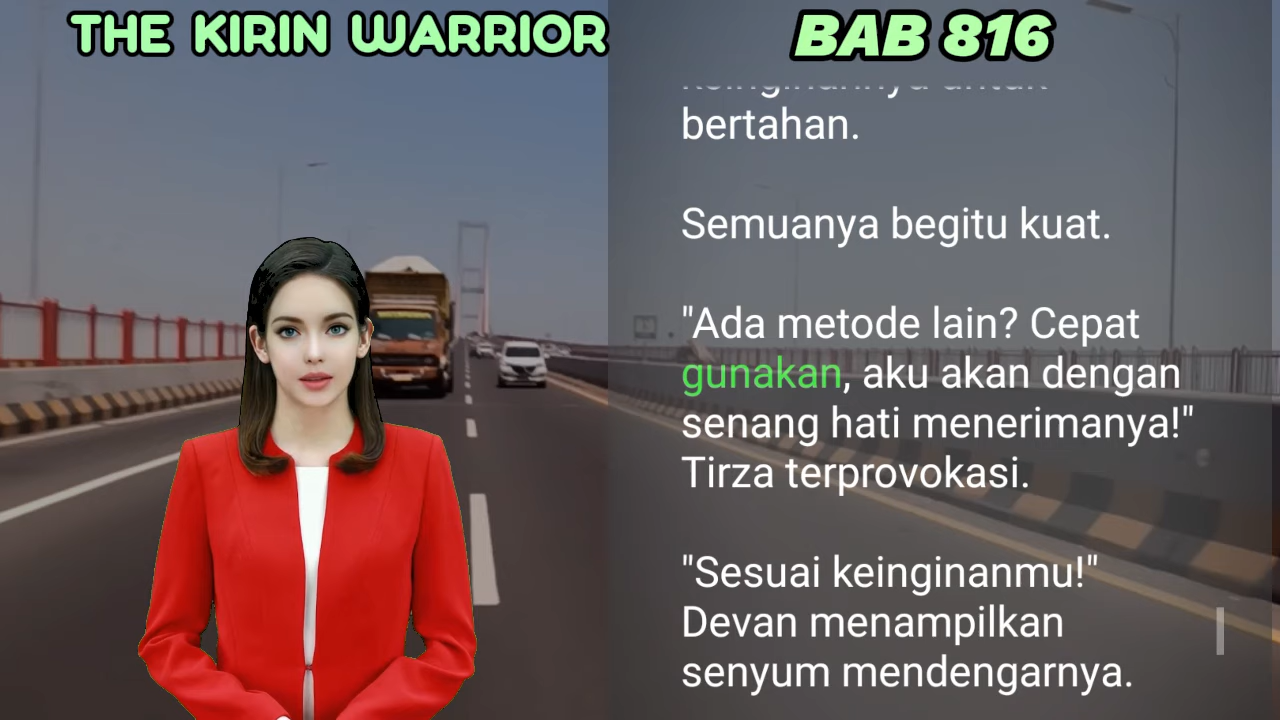 THE KIRIN WARRIOR
BAB 816
bertahan.
Semuanya begitu kuat.
"Ada metode lain? Cepat
gunakan, aku akan dengan
senang hati menerimanya!"
Tirza terprovokasi.
"Sesuai keinginanmu!"
Devan menampilkan
senyum mendengarnya.